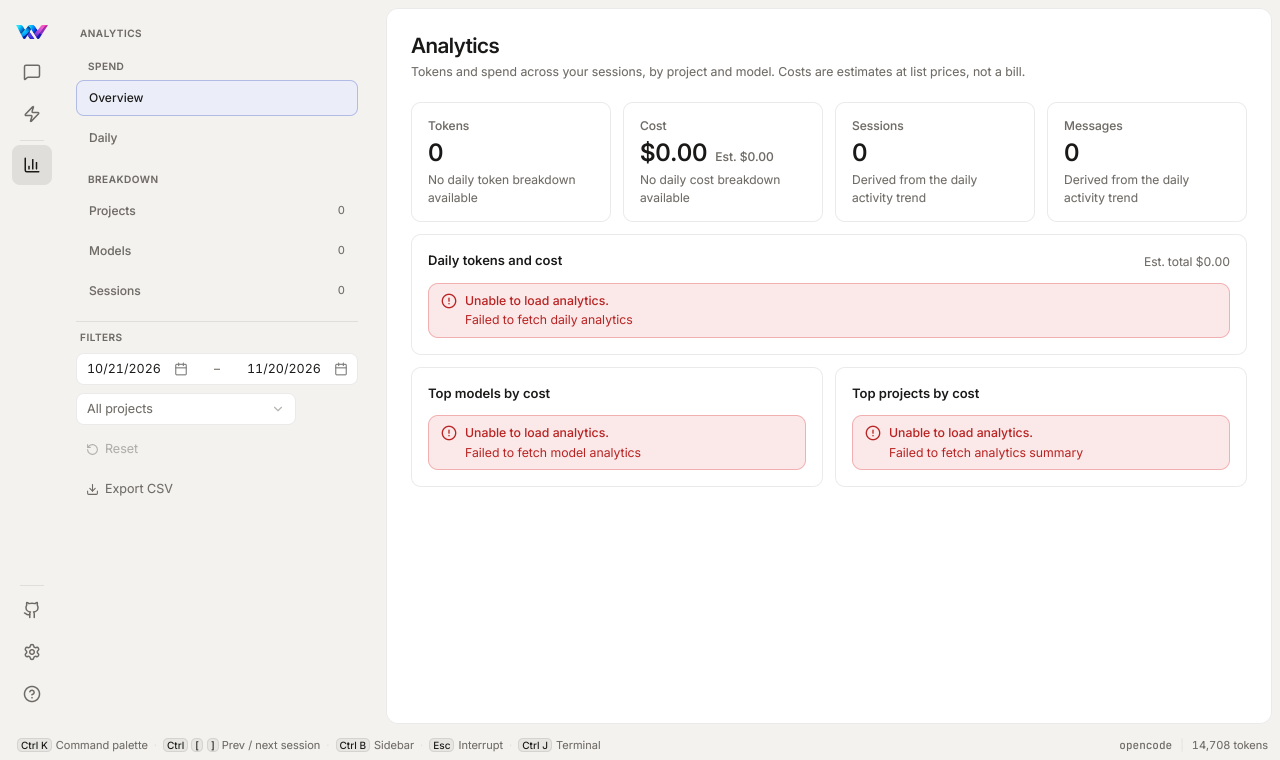 ANALYTICS
SPEND
Overview
Daily
BREAKDOWN
Projects 0
Models 0
Sessions 0
FILTERS
10/21/2026 – 11/20/2026
All projects
Reset
Export CSV
Analytics
Tokens and spend across your sessions, by project and model. Costs are estimates at list prices, not a bill.
Tokens
0
No daily token breakdown
available
Cost
$0.00 Est. $0.00
No daily cost breakdown
available
Sessions
0
Derived from the daily
activity trend
Messages
0
Derived from the daily
activity trend
Daily tokens and cost
Est. total $0.00
Unable to load analytics.
Failed to fetch daily analytics
Top models by cost
Unable to load analytics.
Failed to fetch model analytics
Top projects by cost
Unable to load analytics.
Failed to fetch analytics summary
Ctrl K Command palette Ctrl [ ] Prev / next session Ctrl B Sidebar Esc Interrupt Ctrl J Terminal
opencode 14,708 tokens